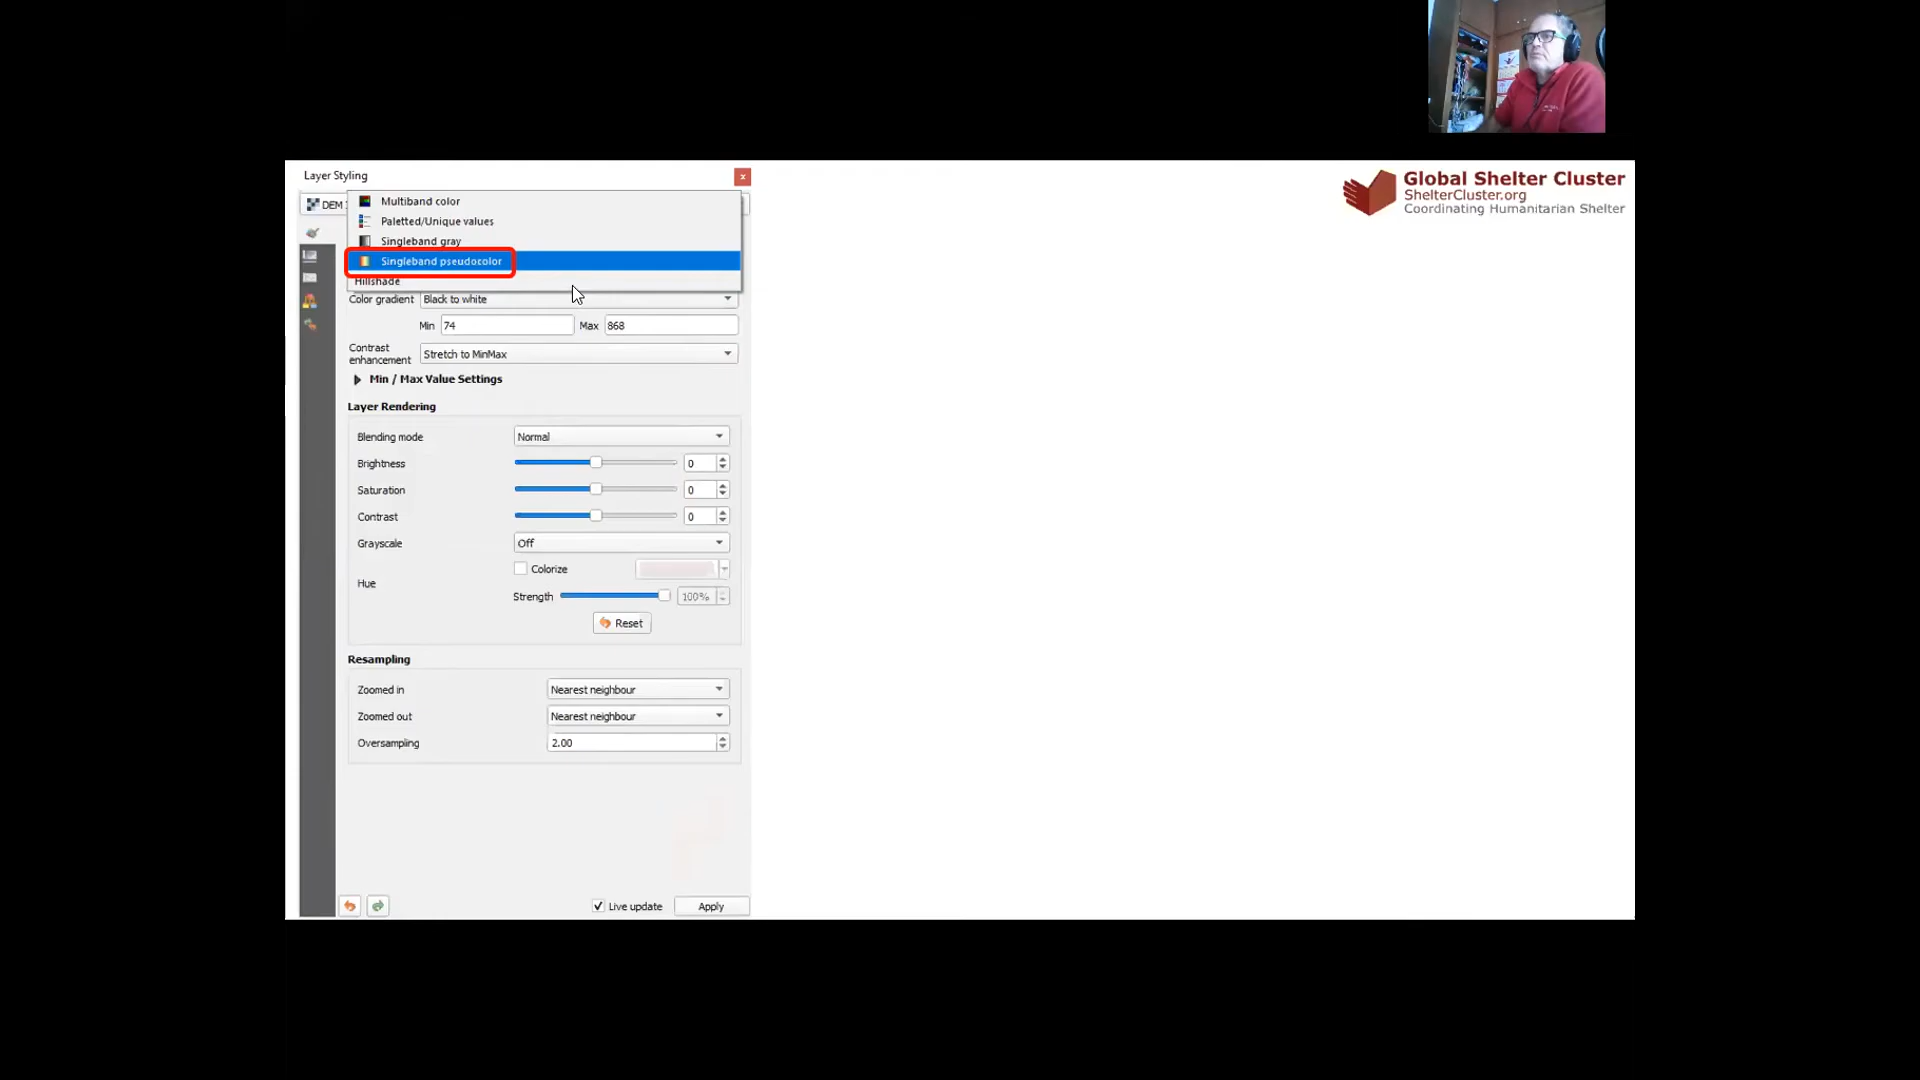 Layer Styling
Global Shelter Cluster
ShelterCluster.org
Coordinating Humanitarian Shelter
DEM
Multiband color
Paletted/Unique values
Singleband gray
Singleband pseudocolor
Hillshade
Color gradient Black to white
Min 74 Max 868
Contrast enhancement Stretch to MinMax
Min / Max Value Settings
Layer Rendering
Blending mode Normal
Brightness 0
Saturation 0
Contrast 0
Grayscale Off
Hue Colorize
Strength 100%
Reset
Resampling
Zoomed in Nearest neighbour
Zoomed out Nearest neighbour
Oversampling 2.00
Live update Apply